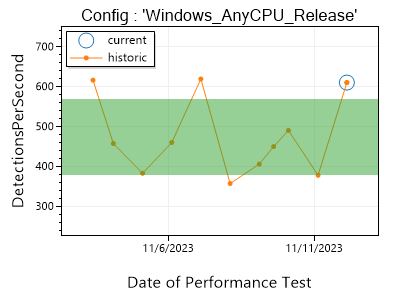 Config : 'Windows_AnyCPU_Release'
current
historic
DetectionsPerSecond
700
600
500
400
300
11/6/2023
11/11/2023
Date of Performance Test